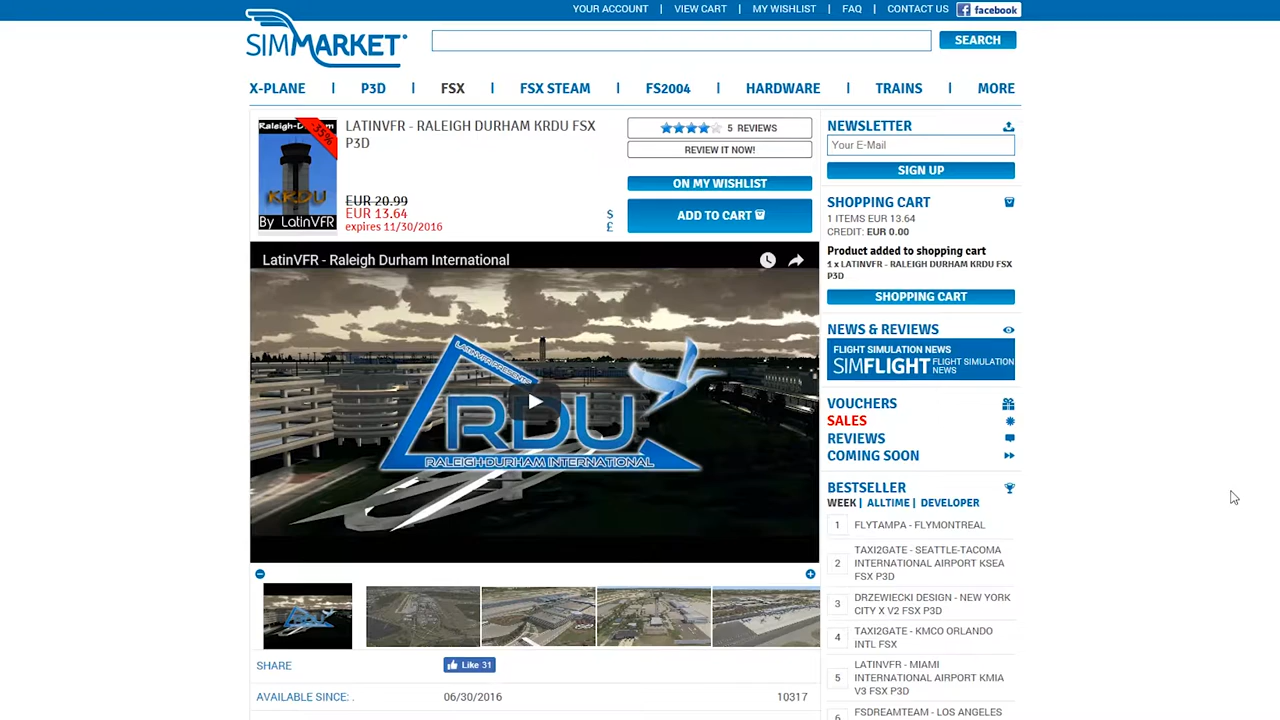 YOUR ACCOUNT | VIEW CART | MY WISHLIST | FAQ | CONTACT US facebook
SIMMARKET
SEARCH
X-PLANE | P3D | FSX | FSX STEAM | FS2004 | HARDWARE | TRAINS | MORE
Raleigh-Durham
-35%
KRDU
By LatinVFR
LATINVFR - RALEIGH DURHAM KRDU FSX
P3D
EUR 20.99
EUR 13.64
expires 11/30/2016
5 REVIEWS
REVIEW IT NOW!
ON MY WISHLIST
$
£
ADD TO CART
LatinVFR - Raleigh Durham International
LATINVFR PRESENTS
RDU
RALEIGH-DURHAM INTERNATIONAL
RDU
SHARE
Like 31
AVAILABLE SINCE: .
06/30/2016
10317
NEWSLETTER
Your E-Mail
SIGN UP
SHOPPING CART
1 ITEMS EUR 13.64
CREDIT: EUR 0.00
Product added to shopping cart
1 x LATINVFR - RALEIGH DURHAM KRDU FSX
P3D
SHOPPING CART
NEWS & REVIEWS
FLIGHT SIMULATION NEWS
SIMFLIGHT FLIGHT SIMULATION
NEWS
VOUCHERS
SALES
REVIEWS
COMING SOON
BESTSELLER
WEEK | ALLTIME | DEVELOPER
1 FLYTAMPA - FLYMONTREAL
2 TAXI2GATE - SEATTLE-TACOMA
INTERNATIONAL AIRPORT KSEA
FSX P3D
3 DRZEWIECKI DESIGN - NEW YORK
CITY X V2 FSX P3D
4 TAXI2GATE - KMCO ORLANDO
INTL FSX
5 LATINVFR - MIAMI
INTERNATIONAL AIRPORT KMIA
V3 FSX P3D
6 FSDREAMTEAM - LOS ANGELES